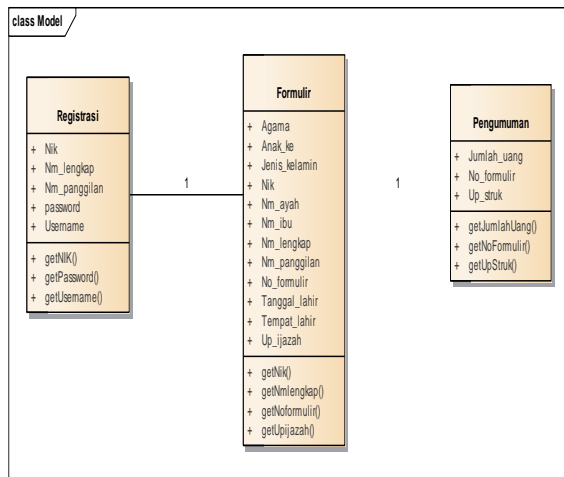 class Model
Registrasi
+ Nik
+ Nm_lengkap
+ Nm_panggilan
+ password
+ Username
+ getNIK()
+ getPassword()
+ getUsername()
1
Formulir
+ Agama
+ Anak_ke
+ Jenis_kelamin
+ Nik
+ Nm_ayah
+ Nm_ibu
+ Nm_lengkap
+ Nm_panggilan
+ No_formulir
+ Tanggal_lahir
+ Tempat_lahir
+ Up_ijazah
+ getNik()
+ getNmlengkap()
+ getNoformulir()
+ getUpijazah()
1
Pengumuman
+ Jumlah_uang
+ No_formulir
+ Up_struk
+ getJumlahUang()
+ getNoFormulir()
+ getUpStruk()